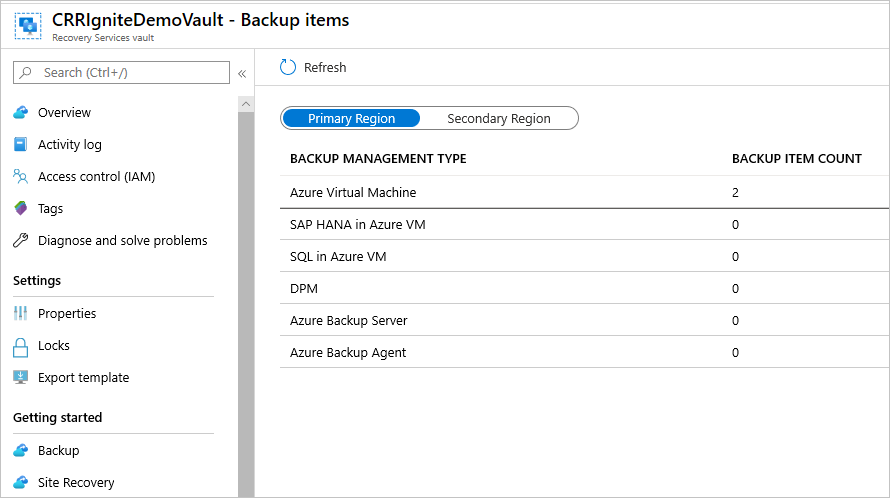 CRRIgniteDemoVault - Backup items
Recovery Services vault
Search (Ctrl+/)
«
Overview
Activity log
Access control (IAM)
Tags
Diagnose and solve problems
Settings
Properties
Locks
Export template
Getting started
Backup
Site Recovery
Refresh
Primary Region Secondary Region
BACKUP MANAGEMENT TYPE BACKUP ITEM COUNT
Azure Virtual Machine 2
SAP HANA in Azure VM 0
SQL in Azure VM 0
DPM 0
Azure Backup Server 0
Azure Backup Agent 0